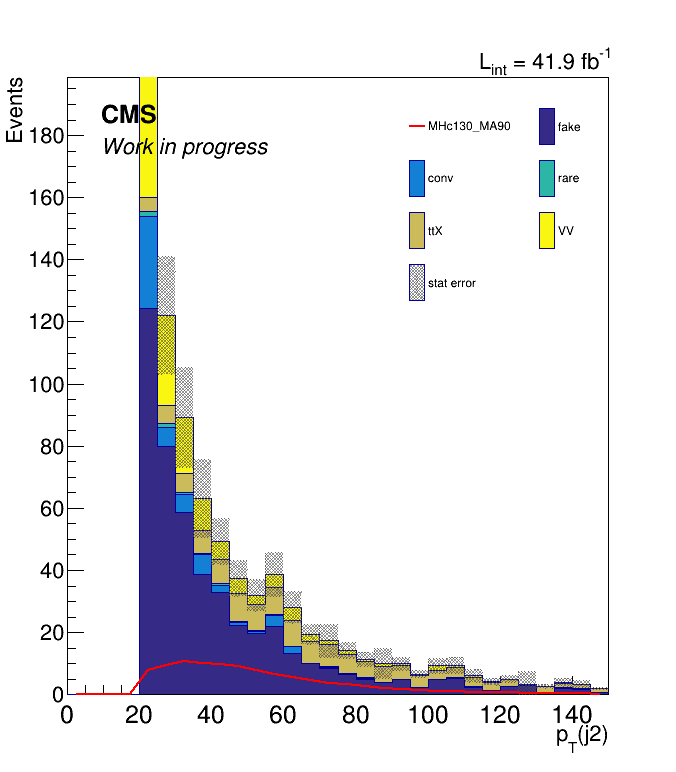 L_int = 41.9 fb^-1
Events
CMS
Work in progress
MHc130_MA90
fake
conv
rare
ttX
VV
stat error
180
160
140
120
100
80
60
40
20
0
0 20 40 60 80 100 120 140
p_T(j2)